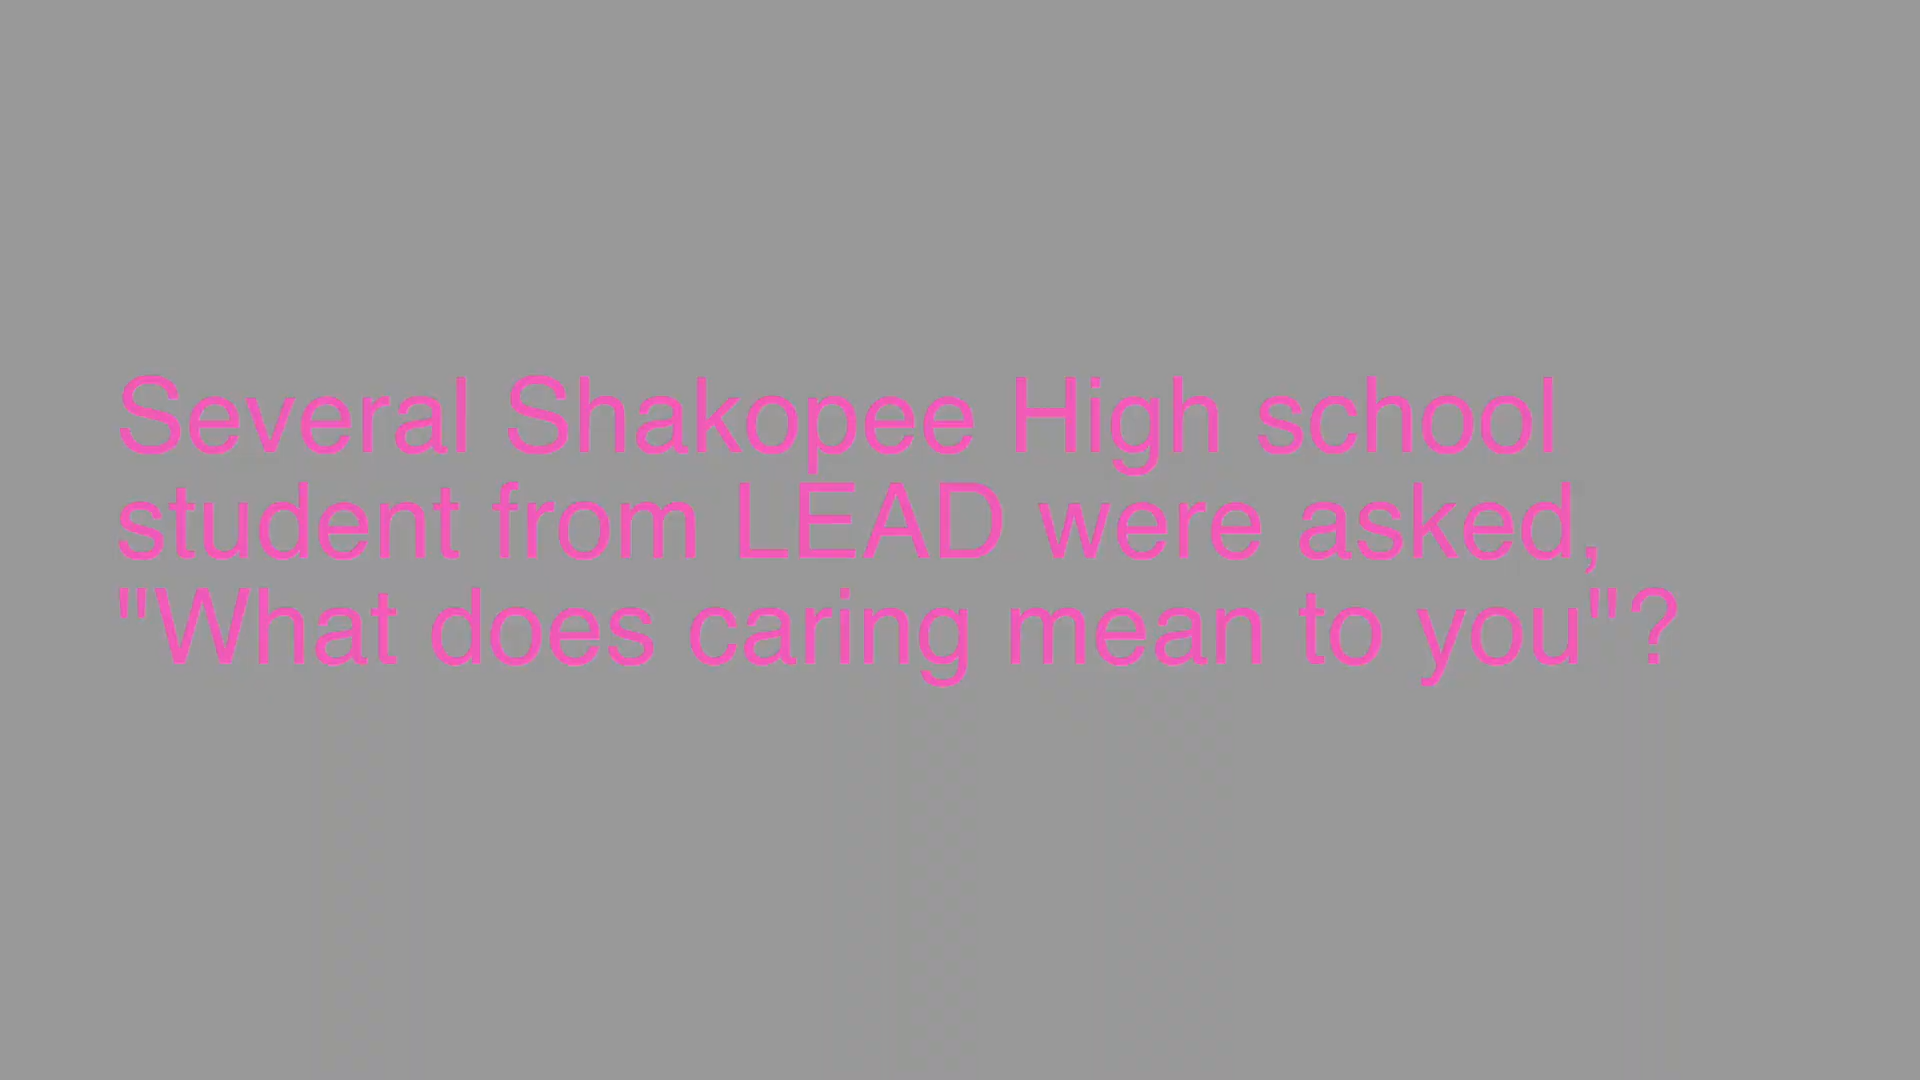 Several Shakopee High school
student from LEAD were asked,
"What does caring mean to you"?